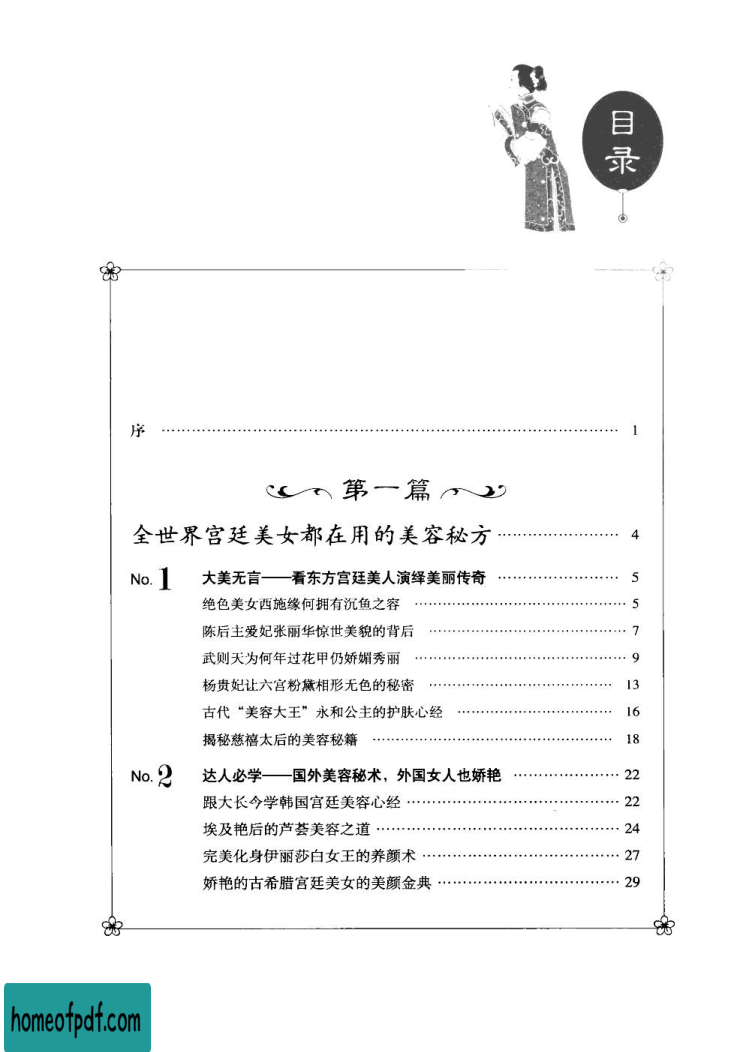 目录
序 …… 1
第一篇
全世界宫廷美女都在用的美容秘方 …… 4
No. 1 大美无言——看东方宫廷美人演绎美丽传奇 …… 5
绝色美女西施缘何拥有沉鱼之容 …… 5
陈后主爱妃张丽华惊世美貌的背后 …… 7
武则天为何年过花甲仍娇媚秀丽 …… 9
杨贵妃让六宫粉黛相形无色的秘密 …… 13
古代“美容大王”永和公主的护肤心经 …… 16
揭秘慈禧太后的美容秘籍 …… 18
No. 2 达人必学——国外美容秘术，外国女人也娇艳 …… 22
跟大长今学韩国宫廷美容心经 …… 22
埃及艳后的芦荟美容之道 …… 24
完美化身伊丽莎白女王的养颜术 …… 27
娇艳的古希腊宫廷美女的美颜金典 …… 29
homeofpdf.com